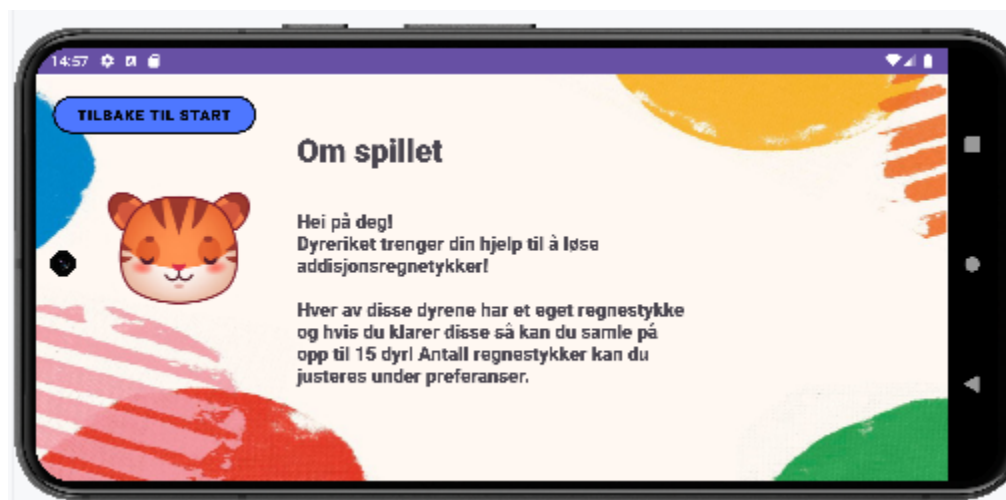 14:57
TILBAKE TIL START
Om spillet
Hei på deg!
Dyreriket trenger din hjelp til å løse
addisjonsregnetykker!
Hver av disse dyrene har et eget regnestykke
og hvis du klarer disse så kan du samle på
opp til 15 dyr! Antall regnestykker kan du
justeres under preferanser.